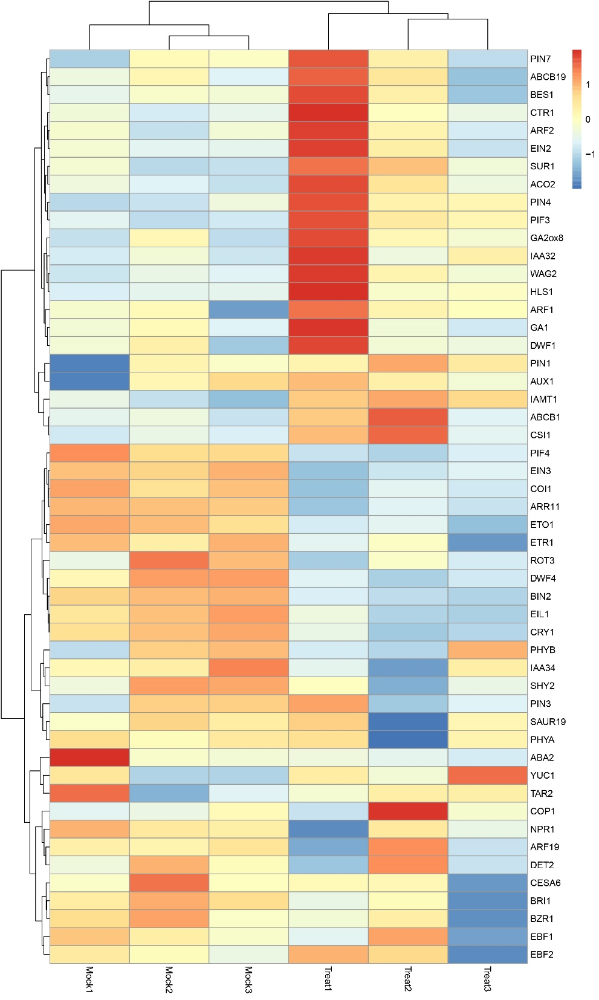 PIN7
ABCB19
BES1
CTR1
ARF2
EIN2
SUR1
ACO2
PIN4
PIF3
GA2ox8
IAA32
WAG2
HLS1
ARF1
GA1
DWF1
PIN1
AUX1
IAMT1
ABCB1
CSI1
PIF4
EIN3
COI1
ARR11
ETO1
ETR1
ROT3
DWF4
BIN2
EIL1
CRY1
PHYB
IAA34
SHY2
PIN3
SAUR19
PHYA
ABA2
YUC1
TAR2
COP1
NPR1
ARF19
DET2
CESA6
BRI1
BZR1
EBF1
EBF2
1
0
−1
Mock1
Mock2
Mock3
Treat1
Treat2
Treat3